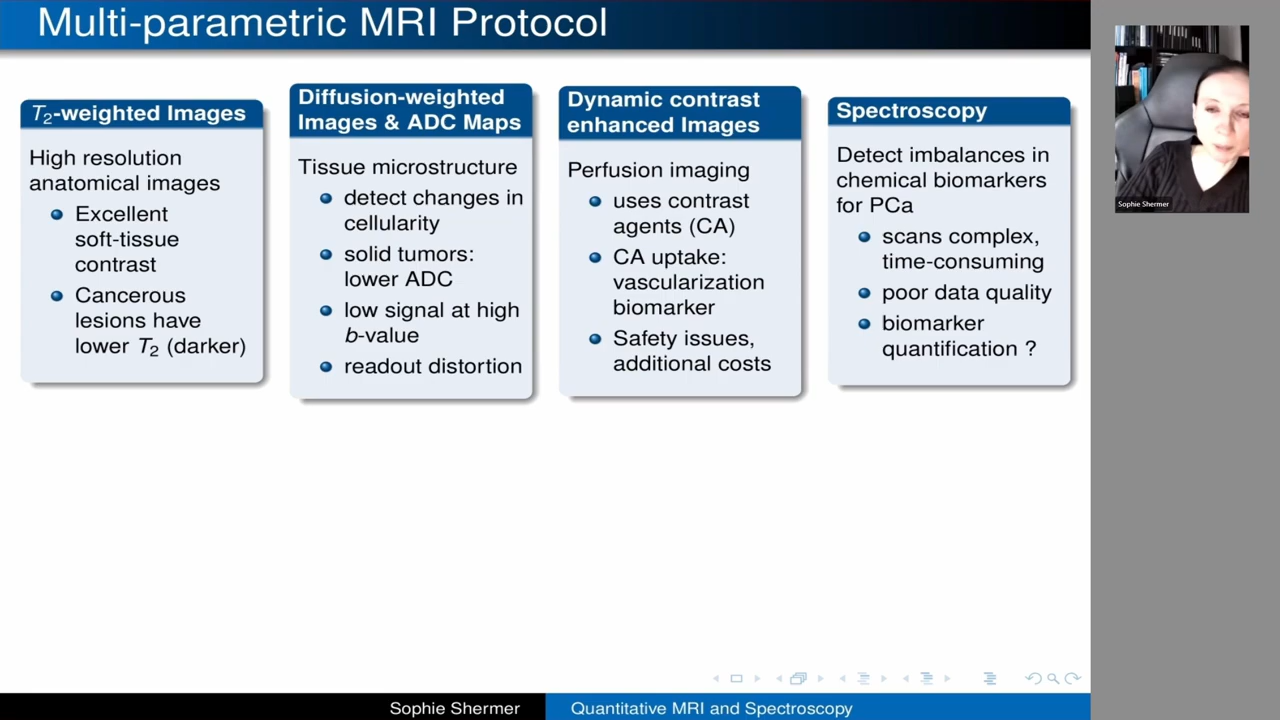 Multi-parametric MRI Protocol
T2-weighted Images
High resolution
anatomical images
Excellent
soft-tissue
contrast
Cancerous
lesions have
lower T2 (darker)
Diffusion-weighted
Images & ADC Maps
Tissue microstructure
detect changes in
cellularity
solid tumors:
lower ADC
low signal at high
b-value
readout distortion
Dynamic contrast
enhanced Images
Perfusion imaging
uses contrast
agents (CA)
CA uptake:
vascularization
biomarker
Safety issues,
additional costs
Spectroscopy
Detect imbalances in
chemical biomarkers
for PCa
scans complex,
time-consuming
poor data quality
biomarker
quantification ?
Sophie Shermer
Sophie Shermer
Quantitative MRI and Spectroscopy